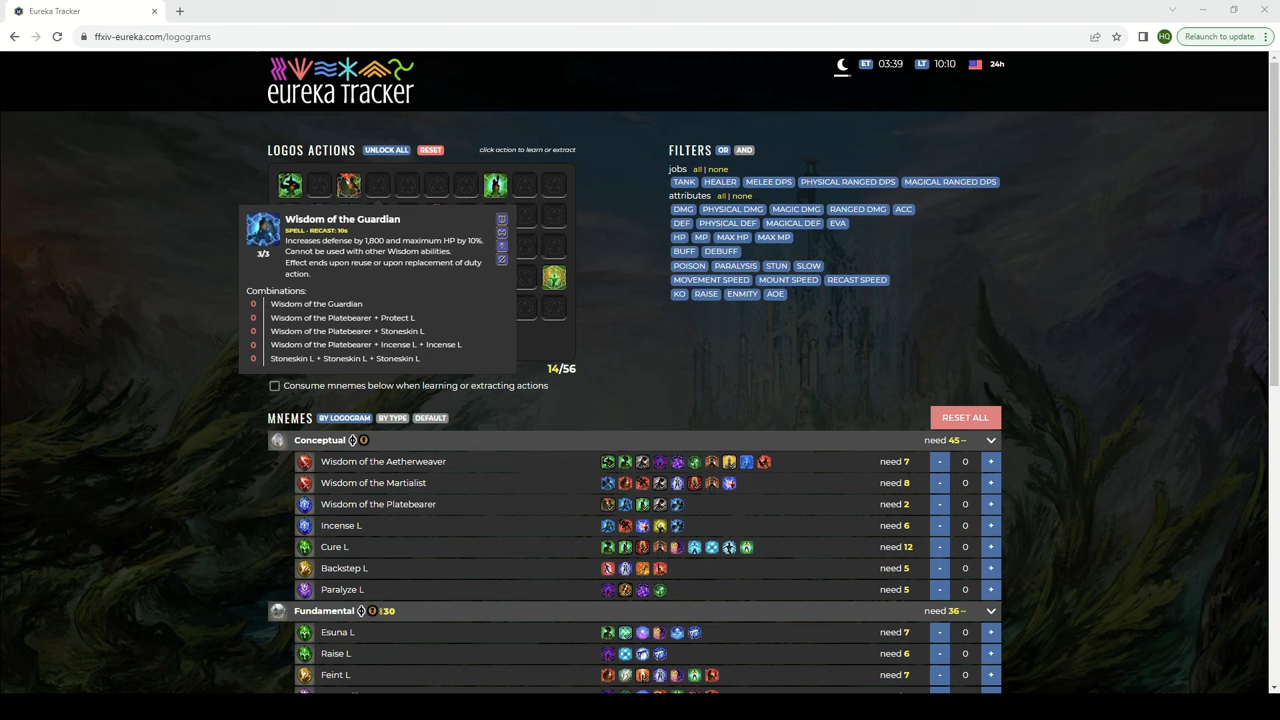 Eureka Tracker
ffxiv-eureka.com/logograms
HQ
Relaunch to update
eureka Tracker
ET 03:39 LT 10:10 24h
LOGOS ACTIONS UNLOCK ALL RESET click action to learn or extract
Wisdom of the Guardian
SPELL - RECAST: 10s
Increases defense by 1,800 and maximum HP by 10%.
Cannot be used with other Wisdom abilities.
Effect ends upon reuse or upon replacement of duty
action.
3/3
Combinations:
0 Wisdom of the Guardian
0 Wisdom of the Platebearer + Protect L
0 Wisdom of the Platebearer + Stoneskin L
0 Wisdom of the Platebearer + Incense L + Incense L
0 Stoneskin L + Stoneskin L + Stoneskin L
14/56
Consume mnemes below when learning or extracting actions
FILTERS OR AND
jobs all | none
TANK HEALER MELEE DPS PHYSICAL RANGED DPS MAGICAL RANGED DPS
attributes all | none
DMG PHYSICAL DMG MAGIC DMG RANGED DMG ACC
DEF PHYSICAL DEF MAGICAL DEF EVA
HP MP MAX HP MAX MP
BUFF DEBUFF
POISON PARALYSIS STUN SLOW
MOVEMENT SPEED MOUNT SPEED RECAST SPEED
KO RAISE ENMITY AOE
MNEMES BY LOGOGRAM BY TYPE DEFAULT RESET ALL
Conceptual need 45~
Wisdom of the Aetherweaver need 7 - 0 +
Wisdom of the Martialist need 8 - 0 +
Wisdom of the Platebearer need 2 - 0 +
Incense L need 6 - 0 +
Cure L need 12 - 0 +
Backstep L need 5 - 0 +
Paralyze L need 5 - 0 +
Fundamental 30 need 36~
Esuna L need 7 - 0 +
Raise L need 6 - 0 +
Feint L need 7 - 0 +